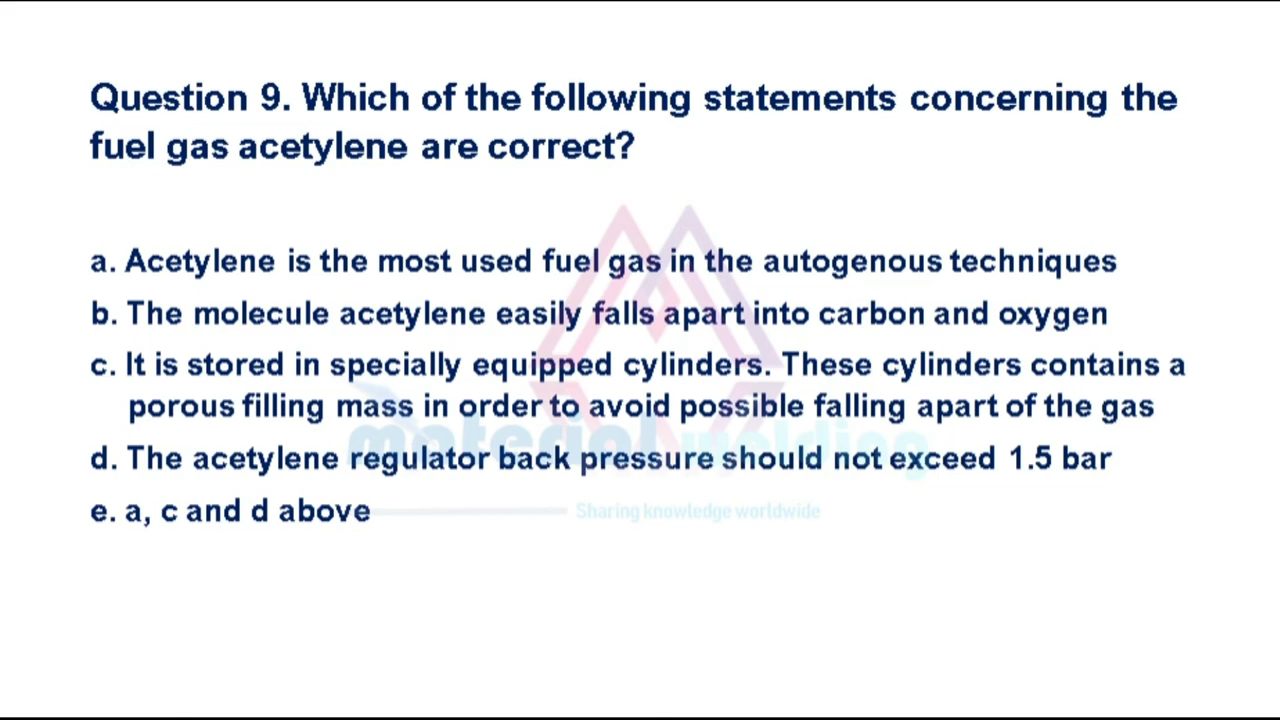 Question 9. Which of the following statements concerning the
fuel gas acetylene are correct?
a. Acetylene is the most used fuel gas in the autogenous techniques
b. The molecule acetylene easily falls apart into carbon and oxygen
c. It is stored in specially equipped cylinders. These cylinders contains a
porous filling mass in order to avoid possible falling apart of the gas
material welding
d. The acetylene regulator back pressure should not exceed 1.5 bar
e. a, c and d above
Sharing knowledge worldwide